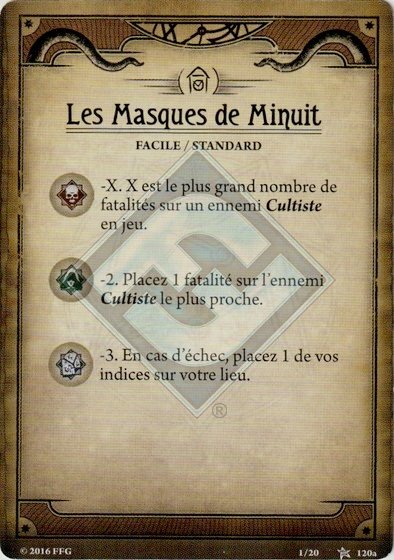 Les Masques de Minuit
FACILE / STANDARD
-X. X est le plus grand nombre de
fatalités sur un ennemi Cultiste
en jeu.
-2. Placez 1 fatalité sur l'ennemi
Cultiste le plus proche.
-3. En cas d'échec, placez 1 de vos
indices sur votre lieu.
®
© 2016 FFG
1/20
120a